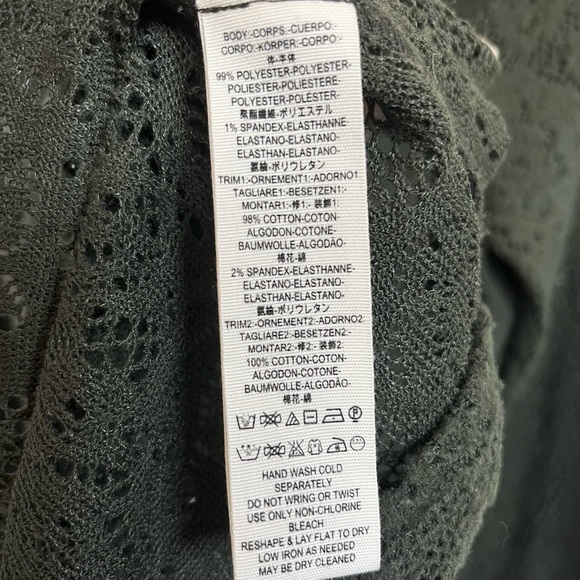 BODY:-CORPS.-CUERPO:-
CORPO:-KÖRPER:-CORPO:-
体-本体
99% POLYESTER-POLYESTER-
POLIESTERE-POLIESTERE-
POLYESTER-POLIÉSTER-
聚酯纖維-ポリエステル
1% SPANDEX-ELASTHANNE-
ELASTANO-ELASTANO-
ELASTHAN-ELASTANO-
氨綸-ポリウレタン
TRIM1:-ORNEMENT1:-ADORNO1
TAGLIARE1:-BESETZEN1:-
MONTAR1:-修1:- 装飾1:
98% COTTON-COTON-
ALGODON-COTONE-
BAUMWOLLE-ALGODÃO-
棉花-綿
2% SPANDEX-ELASTHANNE-
ELASTANO-ELASTANO-
ELASTHAN-ELASTANO-
氨綸-ポリウレタン
TRIM2:-ORNEMENT2:-ADORNO2
TAGLIARE2:-BESETZEN2:-
MONTAR2:-修2:- 装飾2:
100% COTTON-COTON-
ALGODON-COTONE-
BAUMWOLLE-ALGODÃO-
棉花-綿
HAND WASH COLD
SEPARATELY
DO NOT WRING OR TWIST
USE ONLY NON-CHLORINE
BLEACH
RESHAPE & LAY FLAT TO DRY
LOW IRON AS NEEDED
MAY BE DRY CLEANED